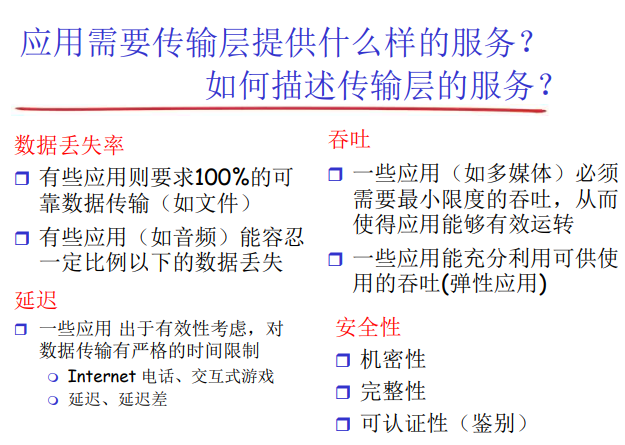 应用需要传输层提供什么样的服务?
如何描述传输层的服务?
数据丢失率
有些应用则要求100%的可
靠数据传输（如文件）
有些应用（如音频）能容忍
一定比例以下的数据丢失
延迟
一些应用 出于有效性考虑，对
数据传输有严格的时间限制
Internet 电话、交互式游戏
延迟、延迟差
吞吐
一些应用（如多媒体）必须
需要最小限度的吞吐，从而
使得应用能够有效运转
一些应用能充分利用可供使
用的吞吐(弹性应用)
安全性
机密性
完整性
可认证性（鉴别）